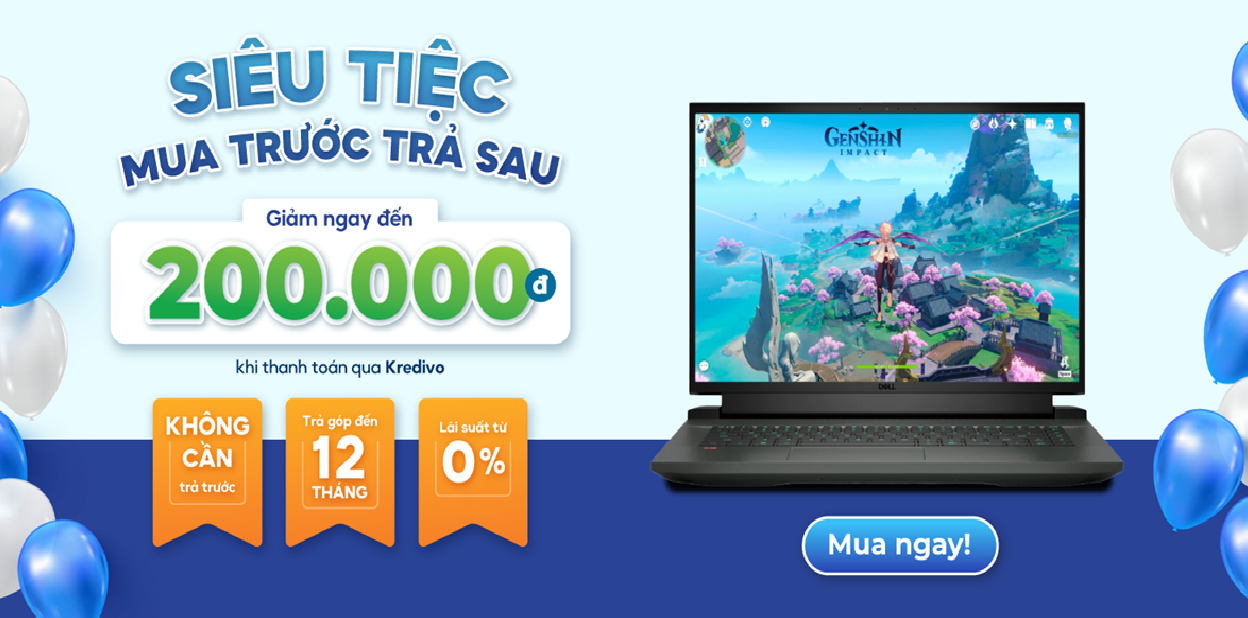 SIÊU TIỆC
MUA TRƯỚC TRẢ SAU
Giảm ngay đến
200.000đ
khi thanh toán qua Kredivo
KHÔNG
CẦN
trả trước
Trả góp đến
12
THÁNG
Lãi suất từ
0%
GENSHIN
IMPACT
DELL
Mua ngay!